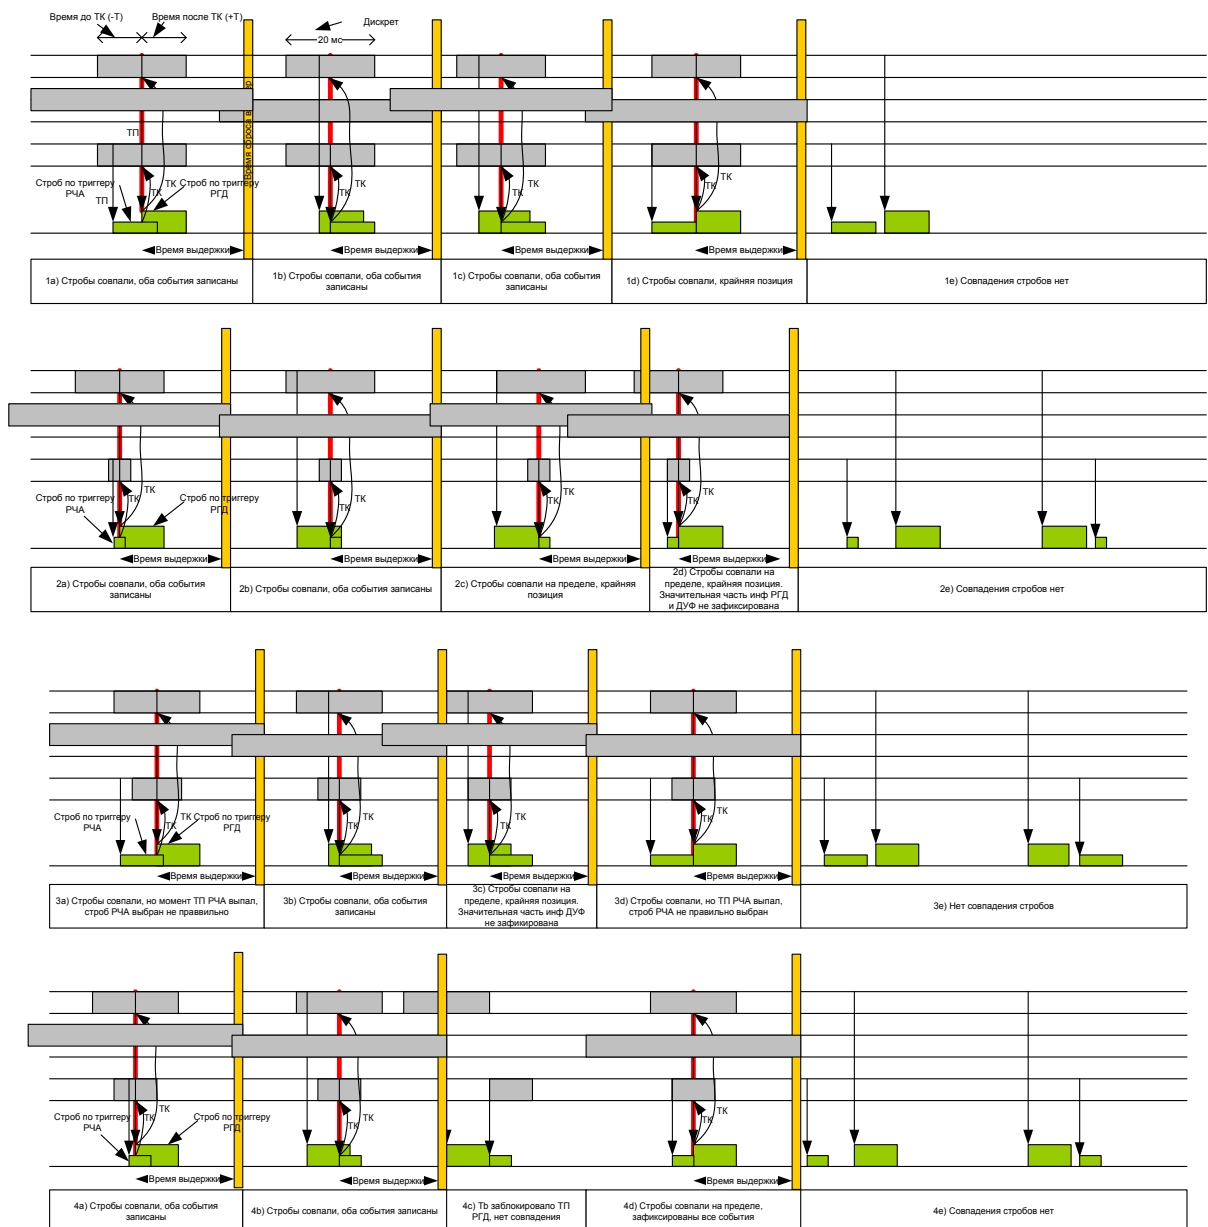 Время до ТК (-Т)
Время после ТК (+Т)
Дискрет
20 мс
ТП
Строб по триггеру
РЧА
ТП
ТК
ТК
Строб по триггеру
РГД
ТК
ТК
ТК
Время выдержки
Время выдержки
Время выдержки
Время выдержки
1a) Стробы совпали, оба события записаны
1b) Стробы совпали, оба события
записаны
1c) Стробы совпали, оба события
записаны
1d) Стробы совпали, крайняя позиция
1e) Совпадения стробов нет
Строб по триггеру
РЧА
ТК
ТК
Строб по триггеру
РГД
ТК
ТК
ТК
ТК
ТК
ТК
Время выдержки
Время выдержки
Время выдержки
Время выдержки
2a) Стробы совпали, оба события
записаны
2b) Стробы совпали, оба события записаны
2c) Стробы совпали на пределе, крайняя
позиция
2d) Стробы совпали на
пределе, крайняя позиция.
Значительная часть инф РГД
и ДУФ не зафиксирована
2e) Совпадения стробов нет
Строб по триггеру
РЧА
ТК
ТК
Строб по триггеру
РГД
ТК
ТК
ТК
ТК
ТК
ТК
Время выдержки
Время выдержки
Время выдержки
Время выдержки
3a) Стробы совпали, но момент ТП РЧА выпал,
строб РЧА выбран не праввильно
3b) Стробы совпали, оба события
записаны
3c) Стробы совпали на
пределе, крайняя позиция.
Значительная часть инф ДУФ
не зафикирована
3d) Стробы совпали, но ТП РЧА выпал,
строб РЧА не правильно выбран
3e) Нет совпадения стробов
Строб по триггеру
РЧА
ТК
ТК
Строб по триггеру
РГД
ТК
ТК
ТК
ТК
Время выдержки
Время выдержки
Время выдержки
4a) Стробы совпали, оба события
записаны
4b) Стробы совпали, оба события записаны
4c) Tb заблокировало ТП
РГД, нет совпадения
4d) Стробы совпали на пределе,
зафиксированы все события
4e) Совпадения стробов нет